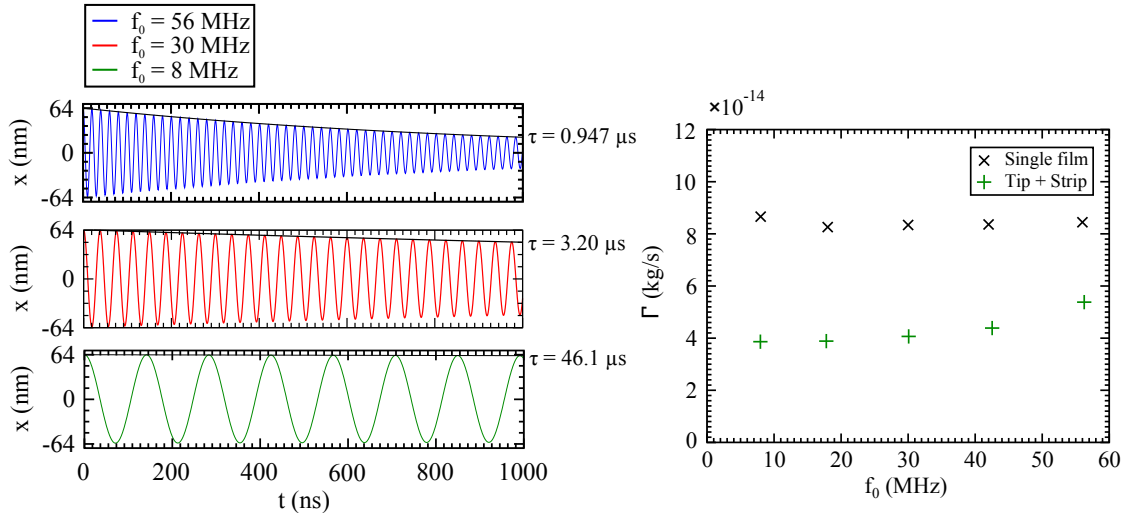 f₀ = 56 MHz
f₀ = 30 MHz
f₀ = 8 MHz
64
0
-64
x (nm)
τ = 0.947 μs
64
0
-64
x (nm)
τ = 3.20 μs
64
0
-64
x (nm)
τ = 46.1 μs
0 200 400 600 800 1000
t (ns)
×10⁻¹⁴
12
10
8
6
4
2
0
Γ (kg/s)
Single film
Tip + Strip
0 10 20 30 40 50 60
f₀ (MHz)